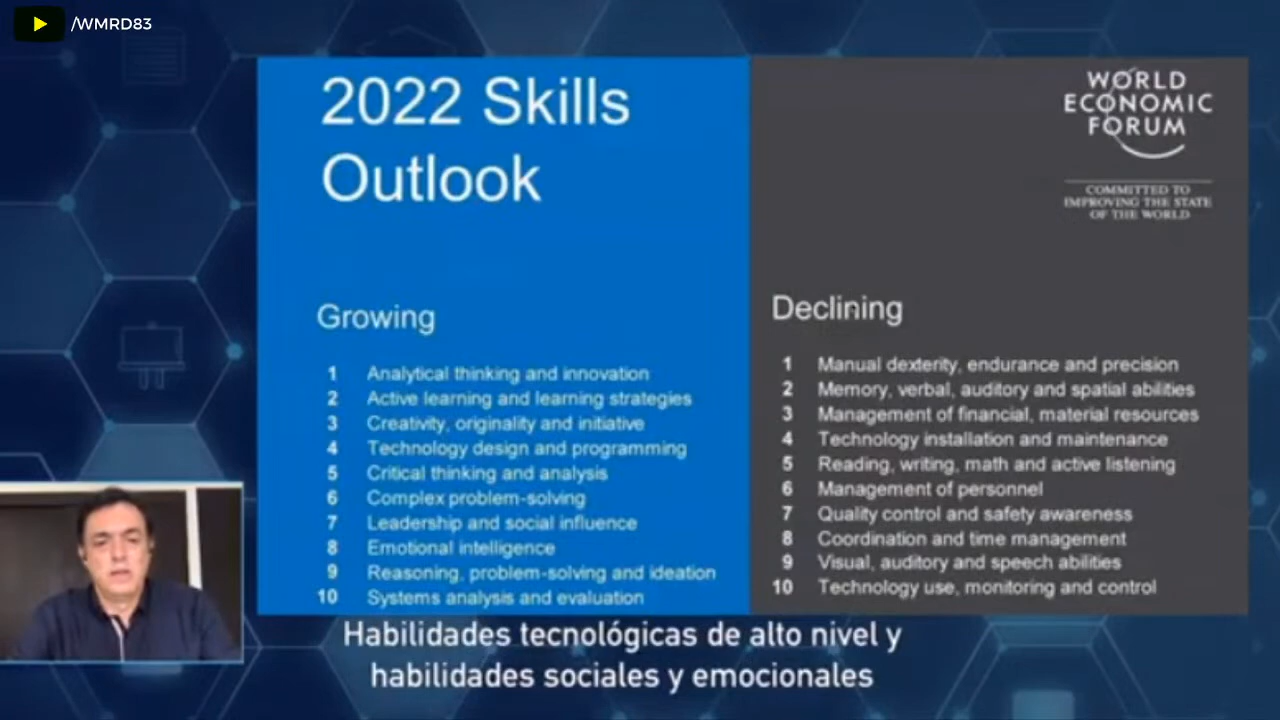 /WMRD83
2022 Skills
Outlook
WORLD
ECONOMIC
FORUM
COMMITTED TO
IMPROVING THE STATE
OF THE WORLD
Growing
1 Analytical thinking and innovation
2 Active learning and learning strategies
3 Creativity, originality and initiative
4 Technology design and programming
5 Critical thinking and analysis
6 Complex problem-solving
7 Leadership and social influence
8 Emotional intelligence
9 Reasoning, problem-solving and ideation
10 Systems analysis and evaluation
Declining
1 Manual dexterity, endurance and precision
2 Memory, verbal, auditory and spatial abilities
3 Management of financial, material resources
4 Technology installation and maintenance
5 Reading, writing, math and active listening
6 Management of personnel
7 Quality control and safety awareness
8 Coordination and time management
9 Visual, auditory and speech abilities
10 Technology use, monitoring and control
Habilidades tecnológicas de alto nivel y
habilidades sociales y emocionales